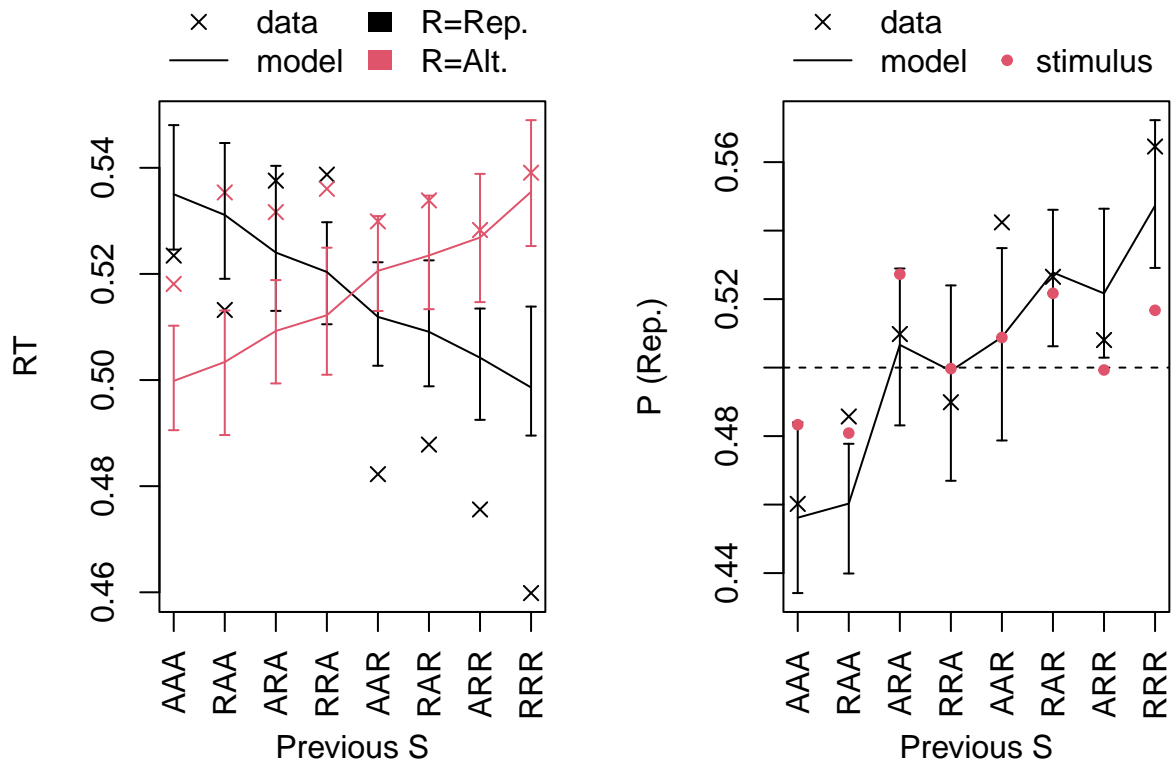 data R=Rep.
model R=Alt.
RT
0.54
0.52
0.50
0.48
0.46
AAA RAA ARA RRA AAR RAR ARR RRR
Previous S
data
model stimulus
P (Rep.)
0.56
0.52
0.48
0.44
AAA RAA ARA RRA AAR RAR ARR RRR
Previous S